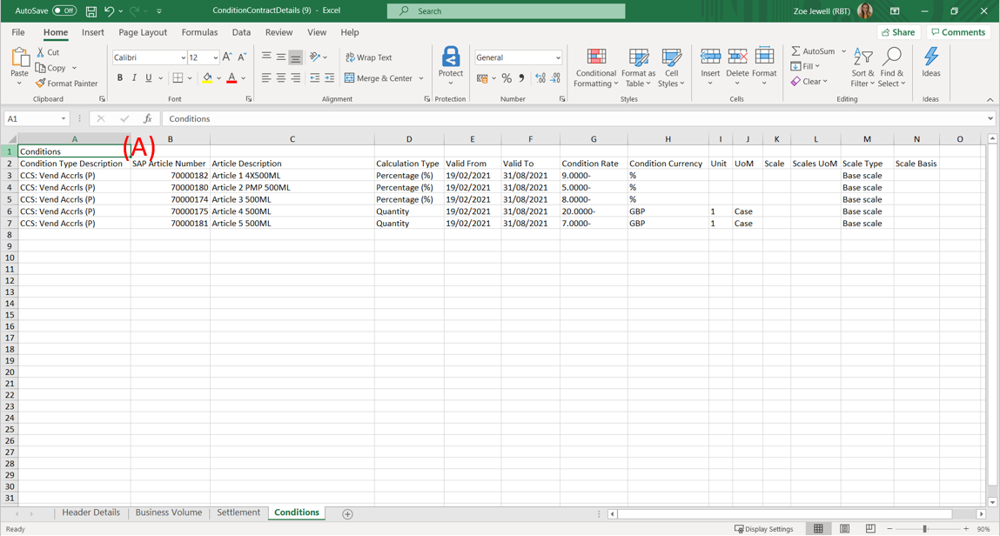 AutoSave Off ConditionContractDetails (9) - Excel Search Zoe Jewell (RBT)
File Home Insert Page Layout Formulas Data Review View Help Share Comments
Paste Cut Copy Format Painter
Calibri 12 A A B I U A
Wrap Text Merge & Center
Protect
General % ,
Conditional Formatting Format as Table Cell Styles
Insert Delete Format
AutoSum Fill Clear Sort & Filter Find & Select
Ideas
Clipboard Font Alignment Protection Number Styles Cells Editing Ideas
A1 fx Conditions
A B C D E F G H I J K L M N O
1 Conditions (A)
2 Condition Type Description SAP Article Number Article Description Calculation Type Valid From Valid To Condition Rate Condition Currency Unit UoM Scale Scales UoM Scale Type Scale Basis
3 CCS: Vend Accrls (P) 70000182 Article 1 4X500ML Percentage (%) 19/02/2021 31/08/2021 9.0000- % Base scale
4 CCS: Vend Accrls (P) 70000180 Article 2 PMP 500ML Percentage (%) 19/02/2021 31/08/2021 5.0000- % Base scale
5 CCS: Vend Accrls (P) 70000174 Article 3 500ML Percentage (%) 19/02/2021 31/08/2021 8.0000- % Base scale
6 CCS: Vend Accrls (P) 70000175 Article 4 500ML Quantity 19/02/2021 31/08/2021 20.0000- GBP 1 Case Base scale
7 CCS: Vend Accrls (P) 70000181 Article 5 500ML Quantity 19/02/2021 31/08/2021 7.0000- GBP 1 Case Base scale
8
9
10
11
12
13
14
15
16
17
18
19
20
21
22
23
24
25
26
27
28
29
30
31
Header Details Business Volume Settlement Conditions
Ready Display Settings 90%